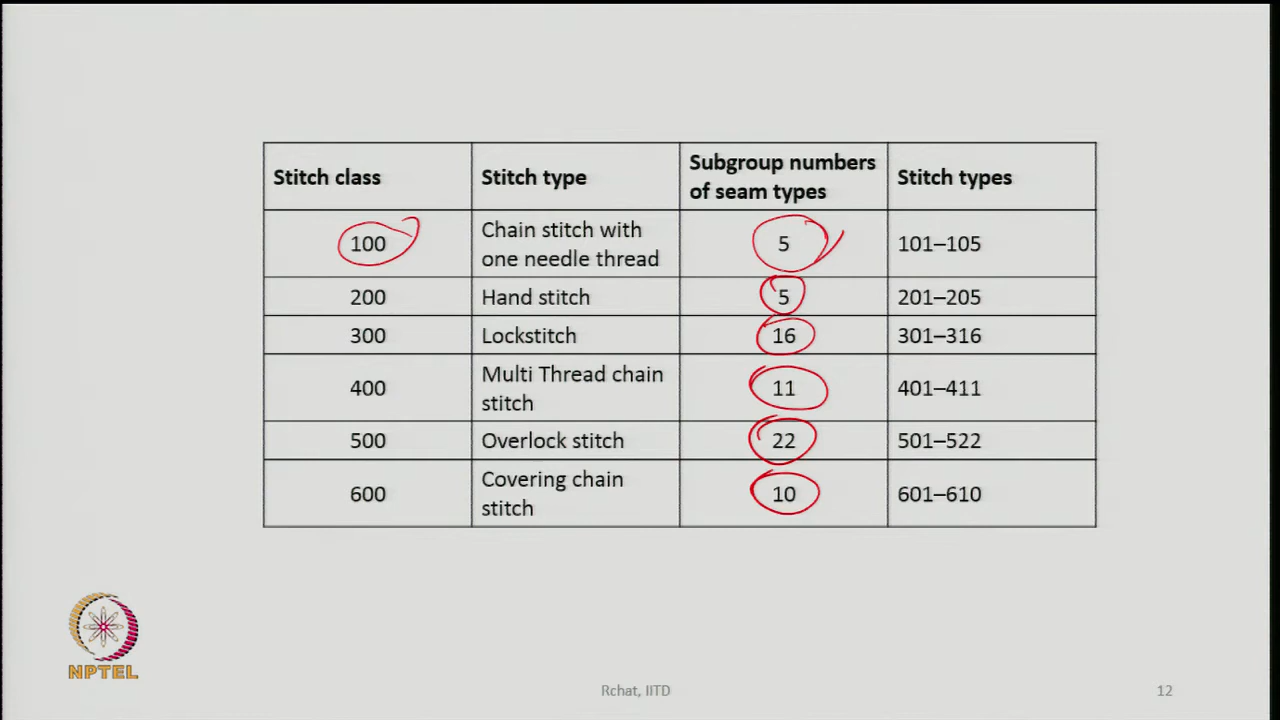 Stitch class Stitch type Subgroup numbers of seam types Stitch types
100 Chain stitch with one needle thread 5 101–105
200 Hand stitch 5 201–205
300 Lockstitch 16 301–316
400 Multi Thread chain stitch 11 401–411
500 Overlock stitch 22 501–522
600 Covering chain stitch 10 601–610
NPTEL
Rchat, IITD 12